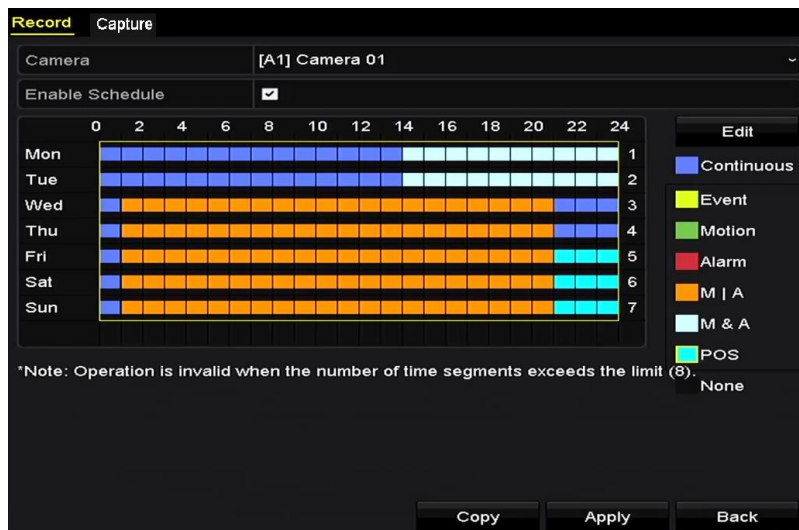 Record Capture
Camera [A1] Camera 01
Enable Schedule
0 2 4 6 8 10 12 14 16 18 20 22 24
Edit
Mon 1
Continuous
Tue 2
Event
Wed 3
Motion
Thu 4
Alarm
Fri 5
M | A
Sat 6
M & A
Sun 7
POS
*Note: Operation is invalid when the number of time segments exceeds the limit (8).
None
Copy Apply Back